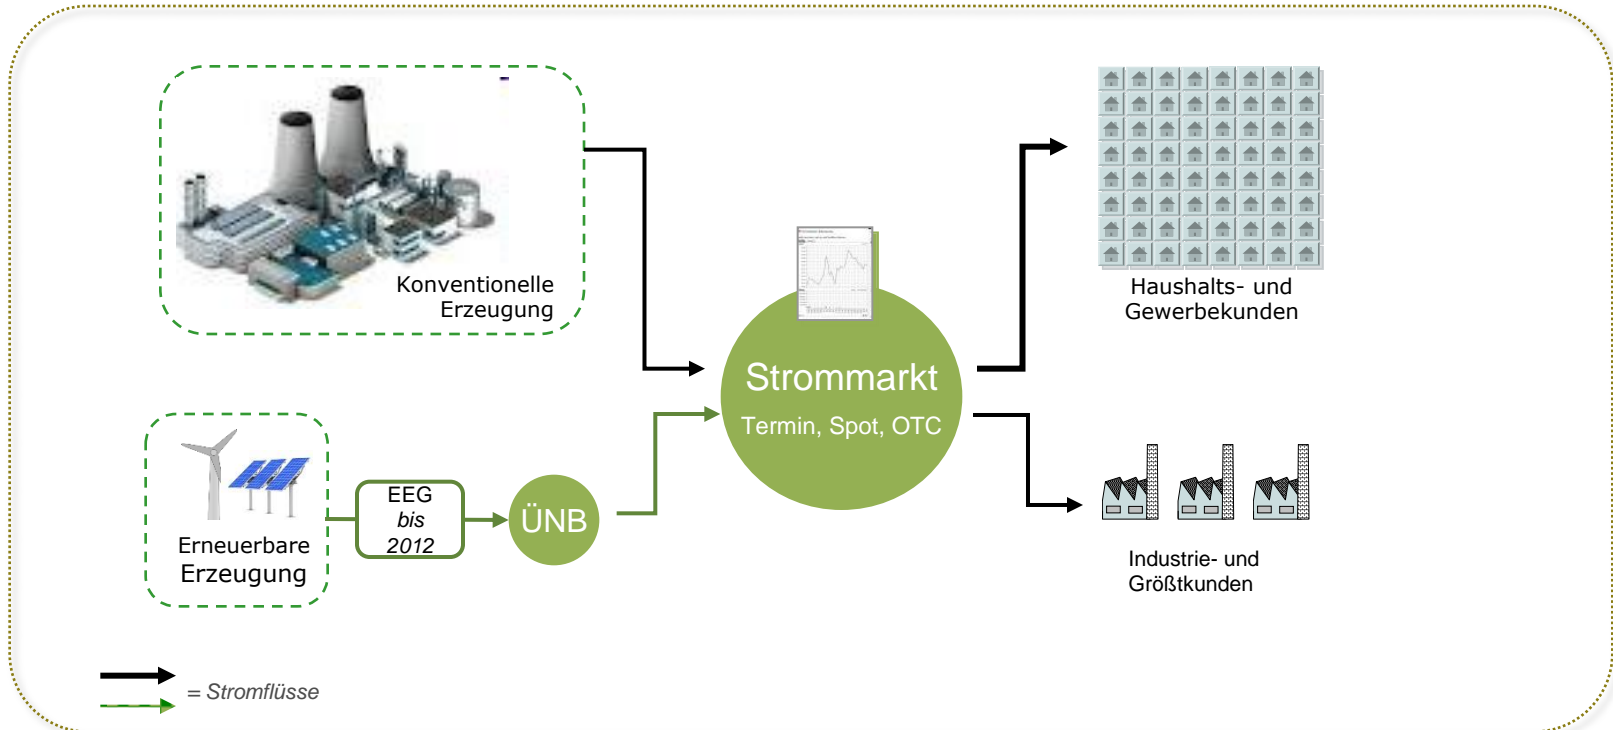 Konventionelle
Erzeugung
Haushalts- und
Gewerbekunden
Strommarkt
Termin, Spot, OTC
EEG
bis
2012
ÜNB
Erneuerbare
Erzeugung
Industrie- und
Größtkunden
= Stromflüsse